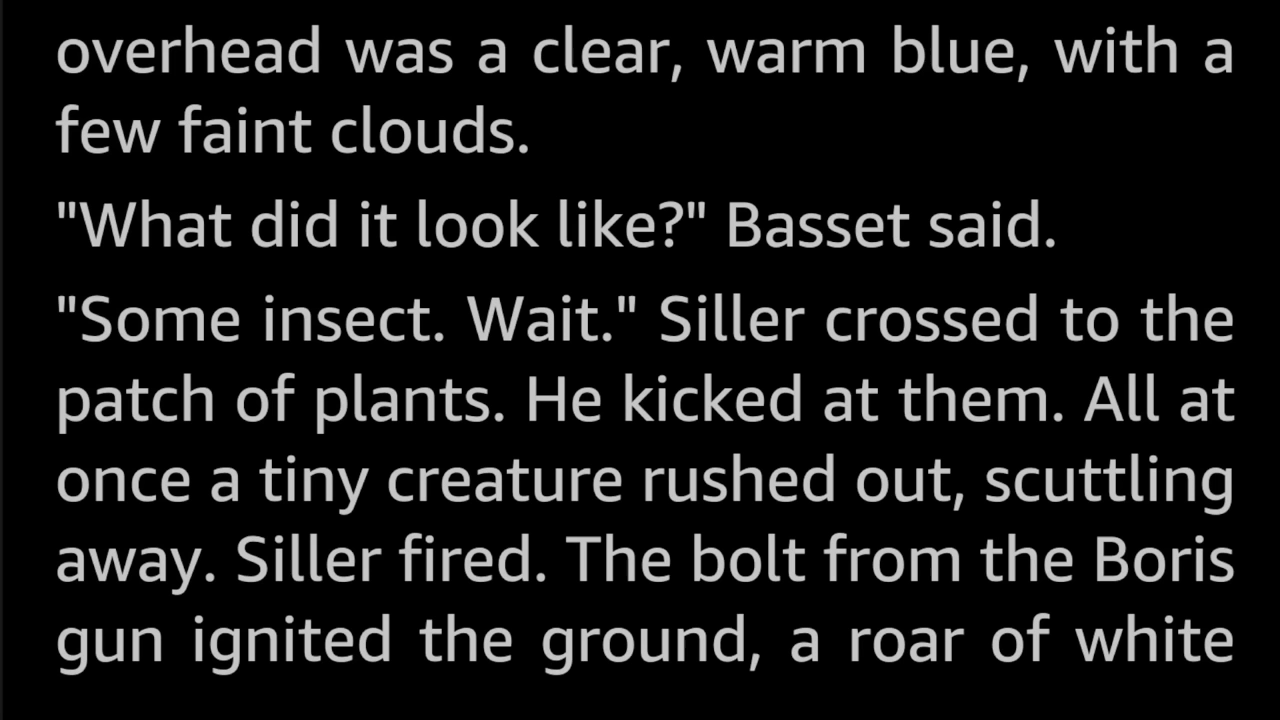 overhead was a clear, warm blue, with a
few faint clouds.
"What did it look like?" Basset said.
"Some insect. Wait." Siller crossed to the
patch of plants. He kicked at them. All at
once a tiny creature rushed out, scuttling
away. Siller fired. The bolt from the Boris
gun ignited the ground, a roar of white